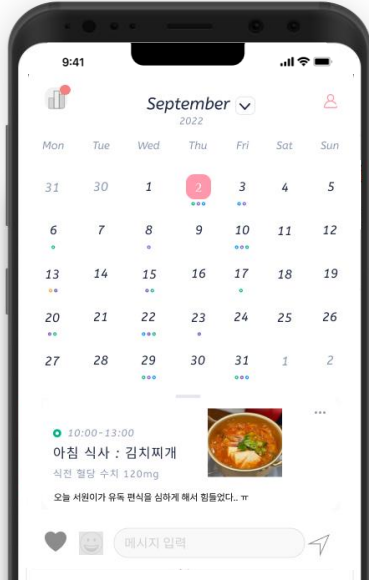 9:41
September
2022
Mon Tue Wed Thu Fri Sat Sun
31 30 1 2 3 4 5
6 7 8 9 10 11 12
13 14 15 16 17 18 19
20 21 22 23 24 25 26
27 28 29 30 31 1 2
10:00-13:00
아침 식사 : 김치찌개
식전 혈당 수치 120mg
오늘 서원이가 유독 편식을 심하게 해서 힘들었다.. ㅠ
메시지 입력